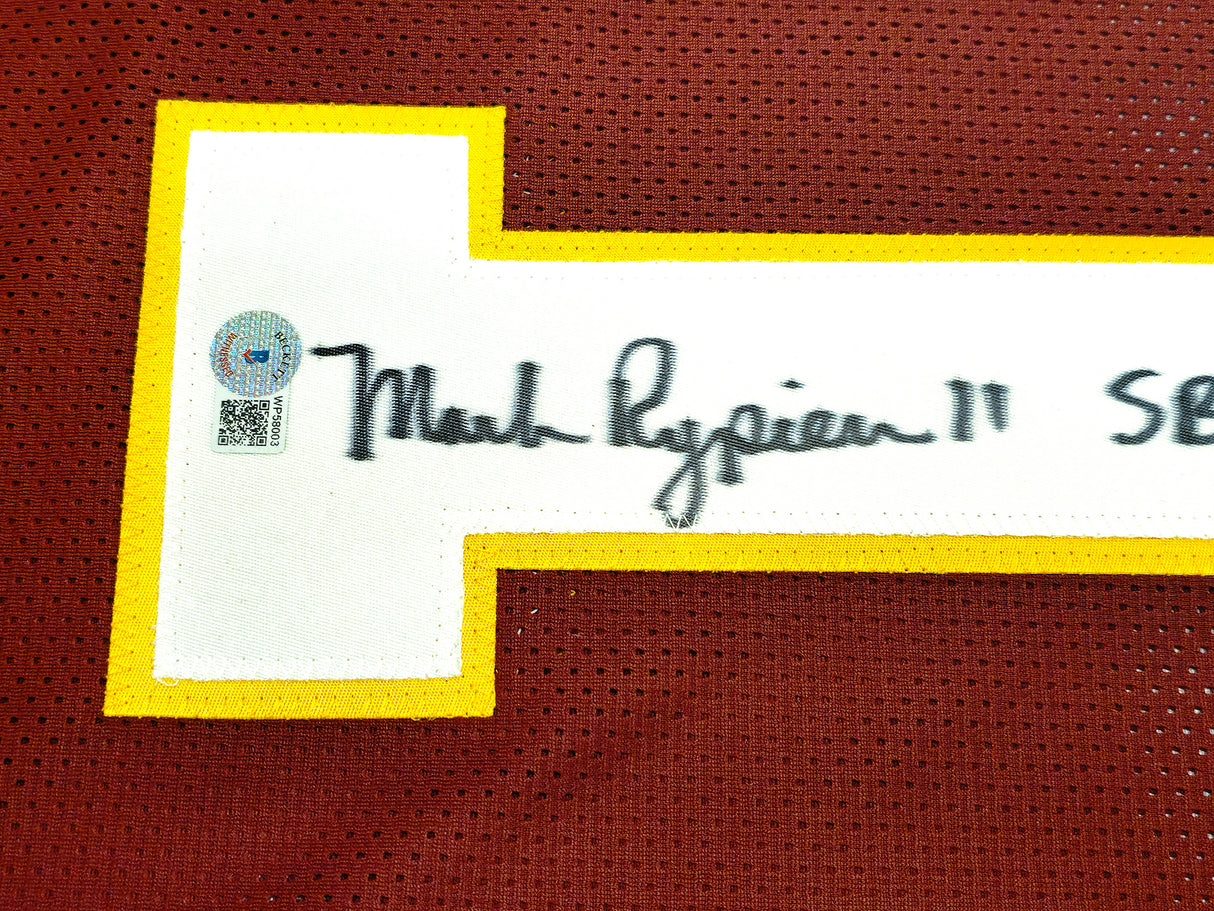 Mark Rypien 11 SB
BECKETT
WP58003